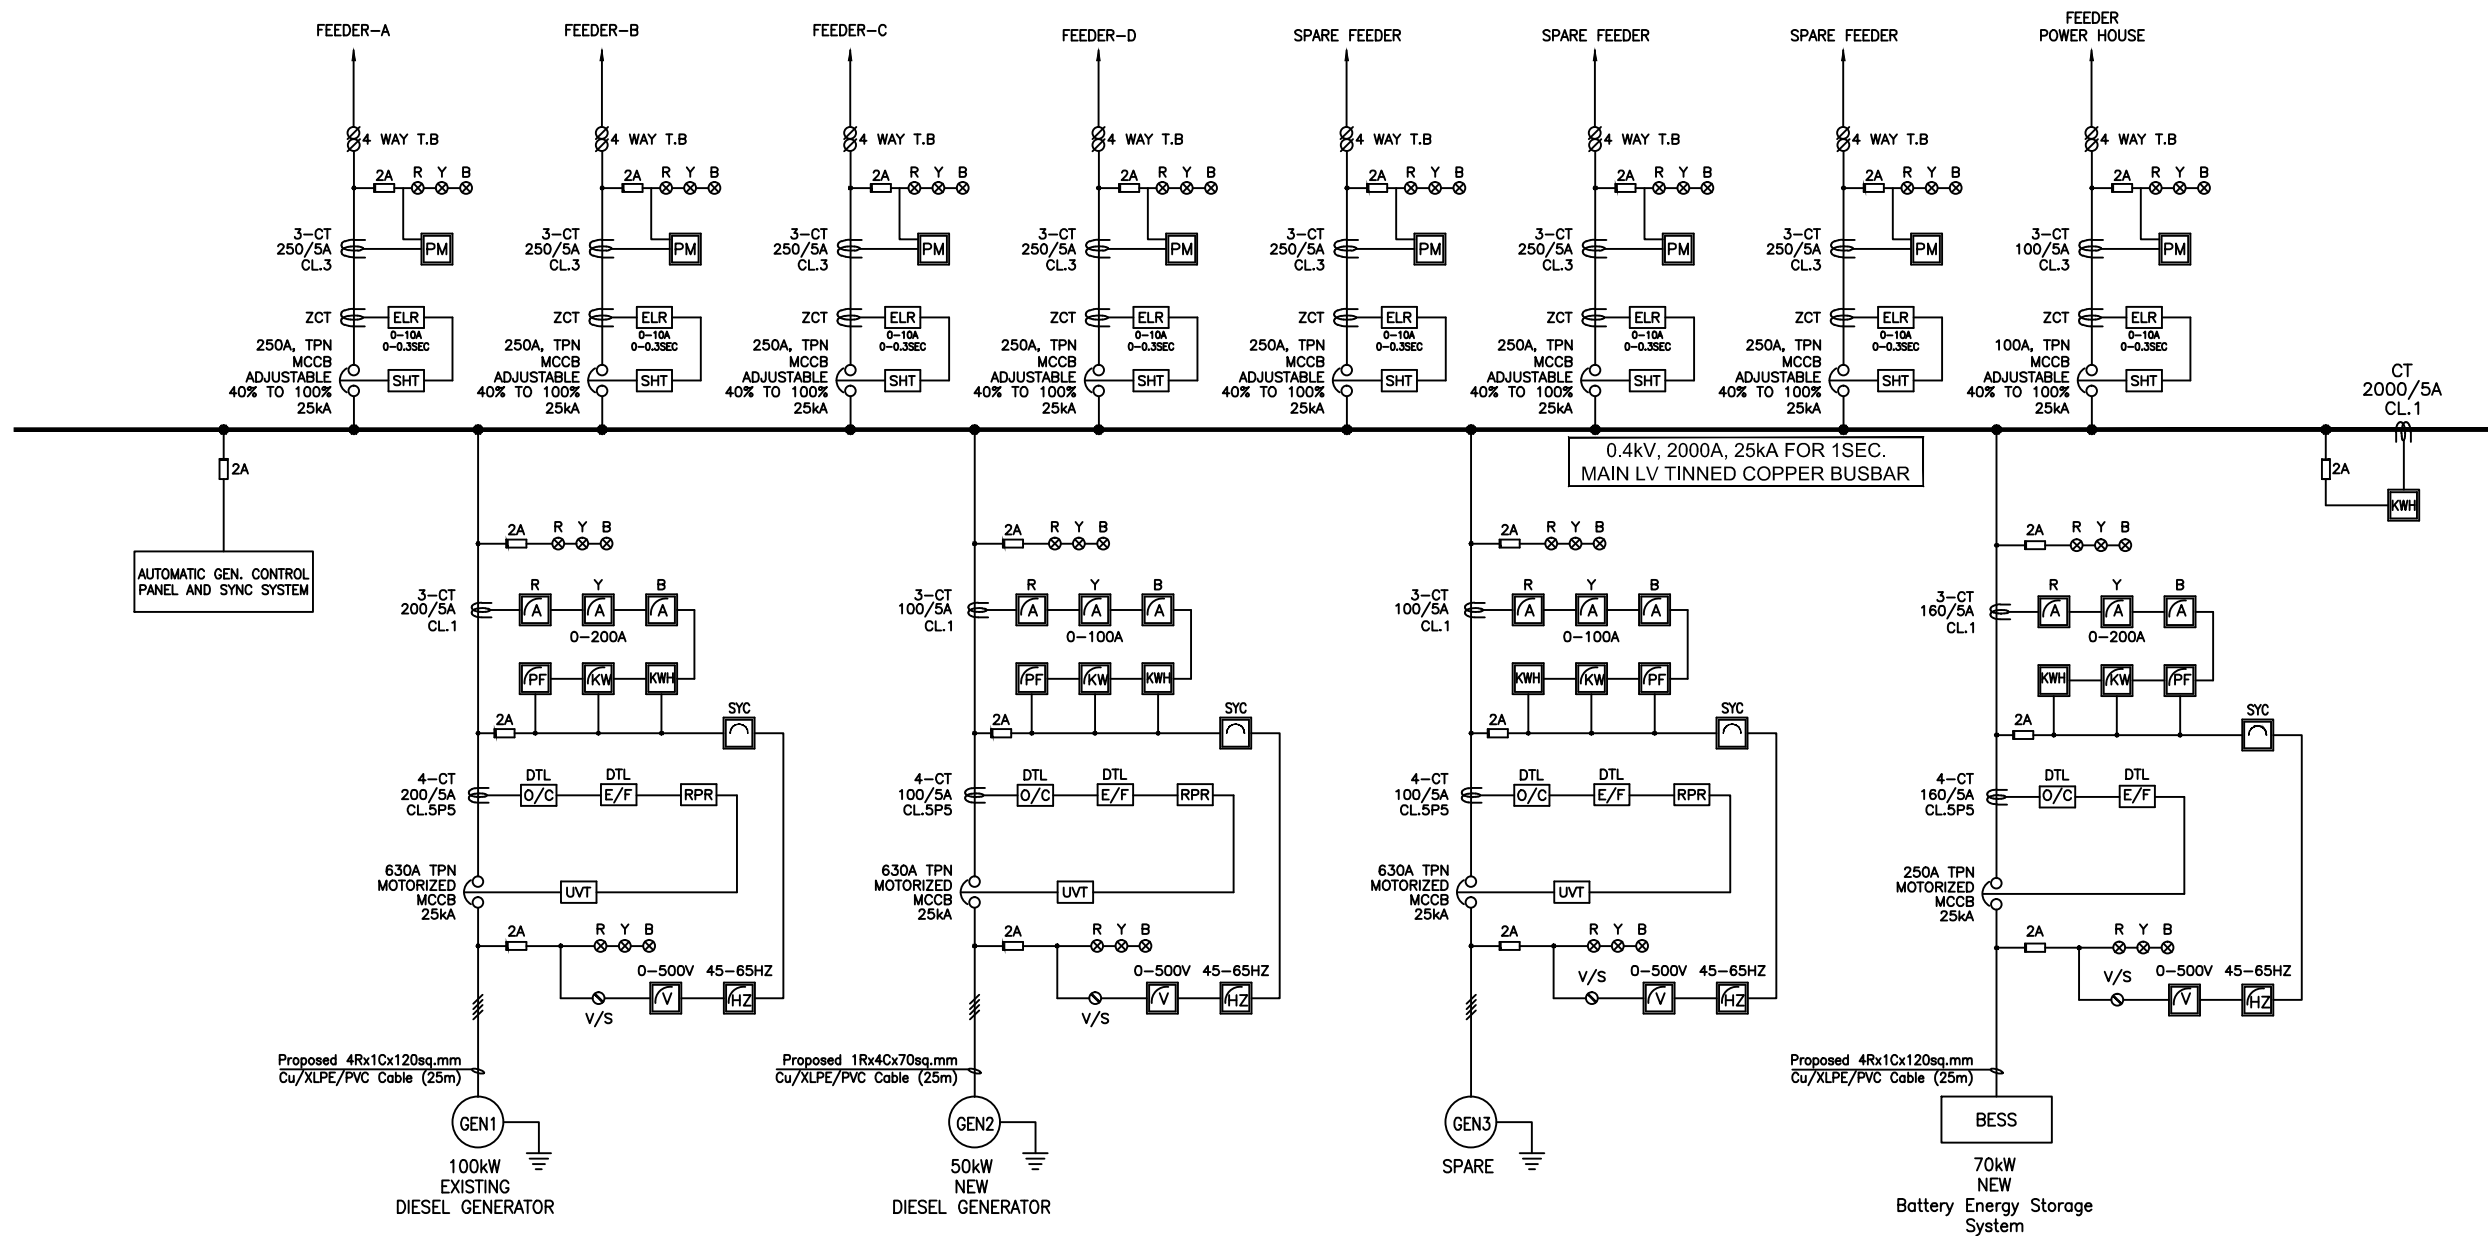 FEEDER-A
FEEDER-B
FEEDER-C
FEEDER-D
SPARE FEEDER
SPARE FEEDER
SPARE FEEDER
FEEDER
POWER HOUSE
4 WAY T.B
2A R Y B
3-CT
250/5A
CL.3
PM
ZCT
ELR
0-10A
0-0.3SEC
250A, TPN
MCCB
ADJUSTABLE
40% TO 100%
25kA
SHT
4 WAY T.B
2A R Y B
3-CT
250/5A
CL.3
PM
ZCT
ELR
0-10A
0-0.3SEC
250A, TPN
MCCB
ADJUSTABLE
40% TO 100%
25kA
SHT
4 WAY T.B
2A R Y B
3-CT
250/5A
CL.3
PM
ZCT
ELR
0-10A
0-0.3SEC
250A, TPN
MCCB
ADJUSTABLE
40% TO 100%
25kA
SHT
4 WAY T.B
2A R Y B
3-CT
250/5A
CL.3
PM
ZCT
ELR
0-10A
0-0.3SEC
250A, TPN
MCCB
ADJUSTABLE
40% TO 100%
25kA
SHT
4 WAY T.B
2A R Y B
3-CT
250/5A
CL.3
PM
ZCT
ELR
0-10A
0-0.3SEC
250A, TPN
MCCB
ADJUSTABLE
40% TO 100%
25kA
SHT
4 WAY T.B
2A R Y B
3-CT
250/5A
CL.3
PM
ZCT
ELR
0-10A
0-0.3SEC
250A, TPN
MCCB
ADJUSTABLE
40% TO 100%
25kA
SHT
4 WAY T.B
2A R Y B
3-CT
250/5A
CL.3
PM
ZCT
ELR
0-10A
0-0.3SEC
250A, TPN
MCCB
ADJUSTABLE
40% TO 100%
25kA
SHT
4 WAY T.B
2A R Y B
3-CT
100/5A
CL.3
PM
ZCT
ELR
0-10A
0-0.3SEC
100A, TPN
MCCB
ADJUSTABLE
40% TO 100%
25kA
SHT
CT
2000/5A
CL.1
0.4kV, 2000A, 25kA FOR 1SEC.
MAIN LV TINNED COPPER BUSBAR
2A
KWH
2A
AUTOMATIC GEN. CONTROL
PANEL AND SYNC SYSTEM
2A R Y B
R Y B
3-CT
200/5A
CL.1
A A A
0-200A
PF KW KWH
2A
SYC
4-CT
200/5A
CL.5P5
DTL DTL
O/C E/F RPR
630A TPN
MOTORIZED
MCCB
25kA
UVT
2A R Y B
0-500V 45-65HZ
V HZ
V/S
Proposed 4Rx1Cx120sq.mm
Cu/XLPE/PVC Cable (25m)
GEN1
100kW
EXISTING
DIESEL GENERATOR
2A R Y B
R Y B
3-CT
100/5A
CL.1
A A A
0-100A
PF KW KWH
2A
SYC
4-CT
100/5A
CL.5P5
DTL DTL
O/C E/F RPR
630A TPN
MOTORIZED
MCCB
25kA
UVT
2A R Y B
0-500V 45-65HZ
V HZ
V/S
Proposed 1Rx4Cx70sq.mm
Cu/XLPE/PVC Cable (25m)
GEN2
50kW
NEW
DIESEL GENERATOR
2A R Y B
R Y B
3-CT
100/5A
CL.1
A A A
0-100A
KWH KW PF
2A
SYC
4-CT
100/5A
CL.5P5
DTL DTL
O/C E/F RPR
630A TPN
MOTORIZED
MCCB
25kA
UVT
2A R Y B
V/S 0-500V 45-65HZ
V HZ
GEN3
SPARE
2A R Y B
R Y B
3-CT
160/5A
CL.1
A A A
0-200A
KWH KW PF
2A
SYC
4-CT
160/5A
CL.5P5
DTL DTL
O/C E/F
250A TPN
MOTORIZED
MCCB
25kA
2A R Y B
V/S 0-500V 45-65HZ
V HZ
Proposed 4Rx1Cx120sq.mm
Cu/XLPE/PVC Cable (25m)
BESS
70kW
NEW
Battery Energy Storage
System